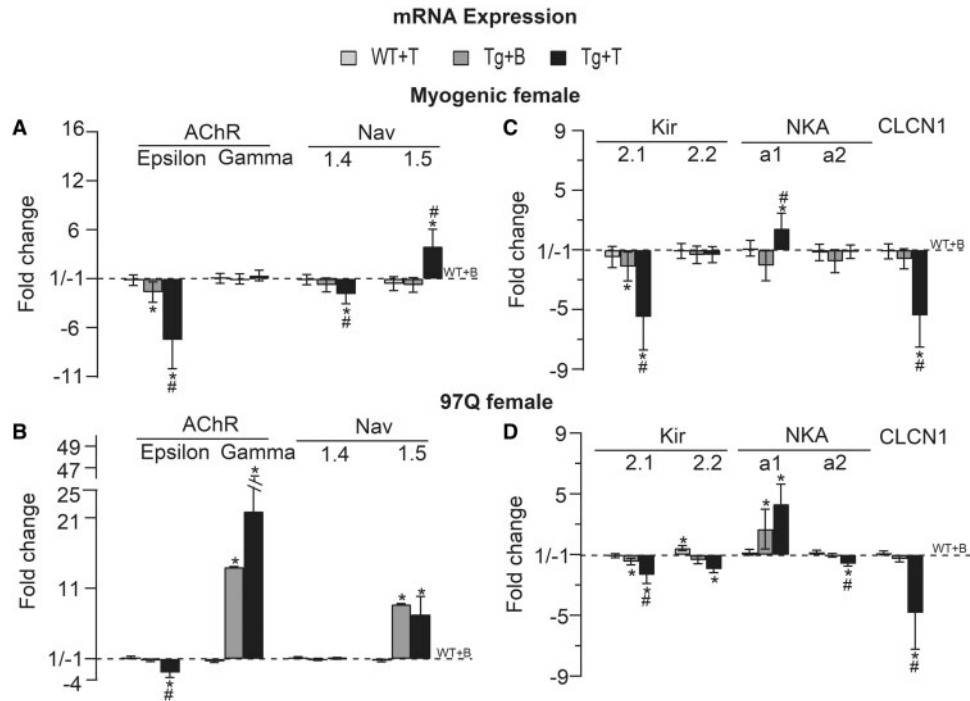 mRNA Expression
WT+T Tg+B Tg+T
Myogenic female
A
AChR
Epsilon Gamma
Nav
1.4 1.5
Fold change
16
12
6
1/-1
-6
-11
* * # * # # * WT+B
C
Kir
2.1 2.2
NKA
a1 a2
CLCN1
Fold change
9
5
1/-1
-5
-9
* * # # * * # WT+B
97Q female
B
AChR
Epsilon Gamma
Nav
1.4 1.5
Fold change
49
47
25
21
11
1/-1
-4
* # * * * * WT+B
D
Kir
2.1 2.2
NKA
a1 a2
CLCN1
Fold change
9
5
1/-1
-5
-9
* * # * * * * * # * # WT+B